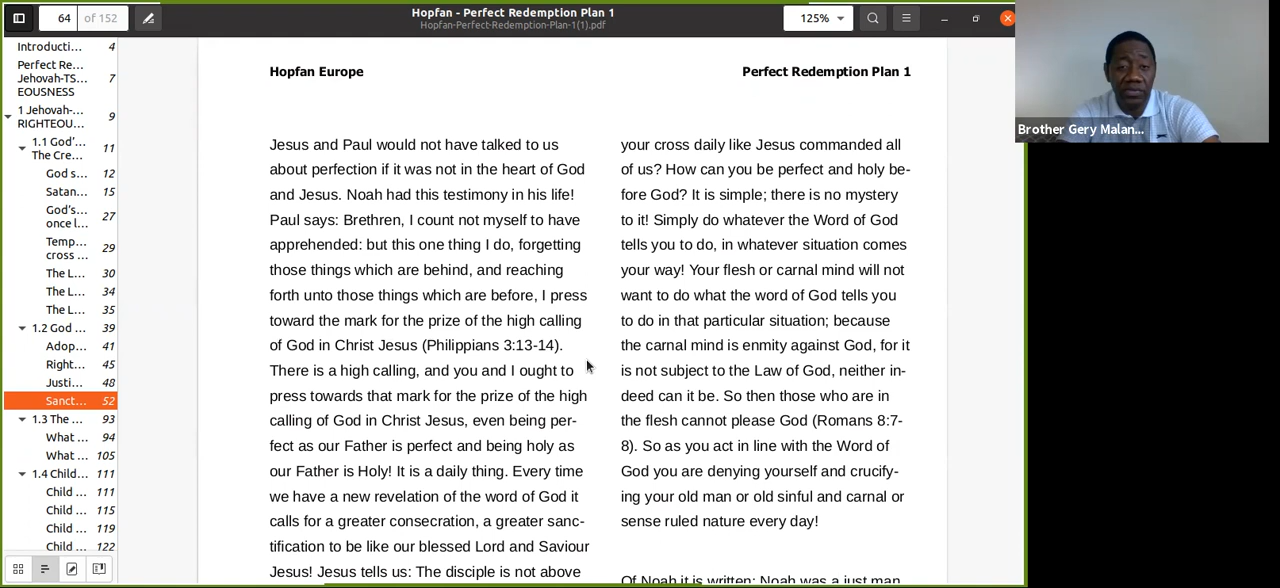 64
of 152
Hopfan - Perfect Redemption Plan 1
Hopfan-Perfect-Redemption-Plan-1(1).pdf
125%
Introducti... 4
Perfect Re...
Jehovah-TS... 7
EOUSNESS
1 Jehovah-... 9
RIGHTEOU...
1.1 God’... 11
The Cre...
God s... 12
Satan... 15
God’s... 27
once l...
Temp... 29
cross ...
The L... 30
The L... 34
The L... 35
1.2 God ... 39
Adop... 41
Right... 45
Justi... 48
Sanct... 52
1.3 The ... 93
What ... 94
What ... 105
1.4 Child... 111
Child ... 111
Child ... 115
Child ... 119
Child ... 122
Hopfan Europe
Perfect Redemption Plan 1
Jesus and Paul would not have talked to us
about perfection if it was not in the heart of God
and Jesus. Noah had this testimony in his life!
Paul says: Brethren, I count not myself to have
apprehended: but this one thing I do, forgetting
those things which are behind, and reaching
forth unto those things which are before, I press
toward the mark for the prize of the high calling
of God in Christ Jesus (Philippians 3:13-14).
There is a high calling, and you and I ought to
press towards that mark for the prize of the high
calling of God in Christ Jesus, even being per-
fect as our Father is perfect and being holy as
our Father is Holy! It is a daily thing. Every time
we have a new revelation of the word of God it
calls for a greater consecration, a greater sanc-
tification to be like our blessed Lord and Saviour
Jesus! Jesus tells us: The disciple is not above
your cross daily like Jesus commanded all
of us? How can you be perfect and holy be-
fore God? It is simple; there is no mystery
to it! Simply do whatever the Word of God
tells you to do, in whatever situation comes
your way! Your flesh or carnal mind will not
want to do what the word of God tells you
to do in that particular situation; because
the carnal mind is enmity against God, for it
is not subject to the Law of God, neither in-
deed can it be. So then those who are in
the flesh cannot please God (Romans 8:7-
8). So as you act in line with the Word of
God you are denying yourself and crucify-
ing your old man or old sinful and carnal or
sense ruled nature every day!
Of Noah it is written: Noah was a just man
Brother Gery Malan...